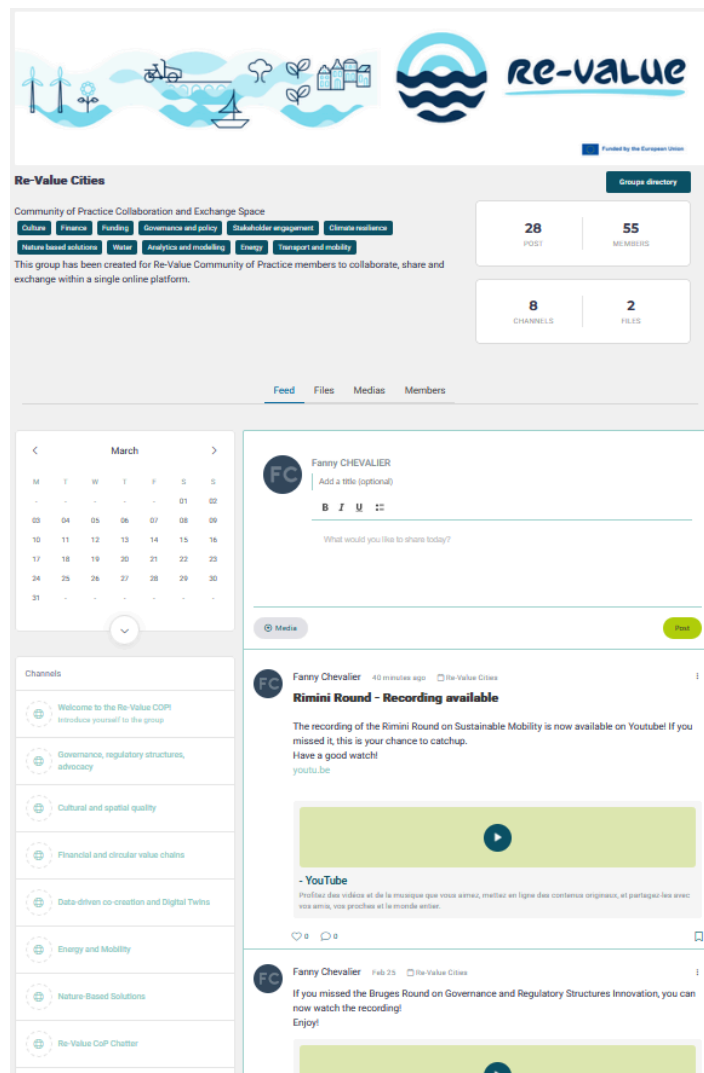 Re-Value
Funded by the European Union
Re-Value Cities
Groups directory
Community of Practice Collaboration and Exchange Space
Culture Finance Funding Governance and policy Stakeholder engagement Climate resilience
Nature based solutions Water Analytics and modelling Energy Transport and mobility
This group has been created for Re-Value Community of Practice members to collaborate, share and
exchange within a single online platform.
28 55
POST MEMBERS
8 2
CHANNELS FILES
Feed Files Medias Members
March
M T W T F S S
- - - - - 01 02
03 04 05 06 07 08 09
10 11 12 13 14 15 16
17 18 19 20 21 22 23
24 25 26 27 28 29 30
31 - - - - - -
Channels
Welcome to the Re-Value COP!
Introduce yourself to the group
Governance, regulatory structures,
advocacy
Cultural and spatial quality
Financial and circular value chains
Data-driven co-creation and Digital Twins
Energy and Mobility
Nature-Based Solutions
Re-Value CoP Chatter
FC
Fanny CHEVALIER
Add a title (optional)
B I U
What would you like to share today?
Media
Post
FC
Fanny Chevalier 40 minutes ago Re-Value Cities
Rimini Round - Recording available
The recording of the Rimini Round on Sustainable Mobility is now available on Youtube! If you
missed it, this is your chance to catchup.
Have a good watch!
youtu.be
- YouTube
Profitez des vidéos et de la musique que vous aimez, mettez en ligne des contenus originaux, et partagez-les avec
vos amis, vos proches et le monde entier.
0 0
FC
Fanny Chevalier Feb 25 Re-Value Cities
If you missed the Bruges Round on Governance and Regulatory Structures Innovation, you can
now watch the recording!
Enjoy!